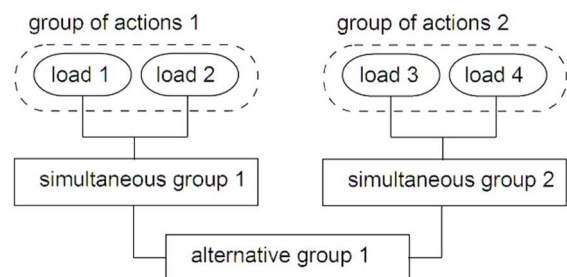 group of actions 1
group of actions 2
load 1
load 2
load 3
load 4
simultaneous group 1
simultaneous group 2
alternative group 1